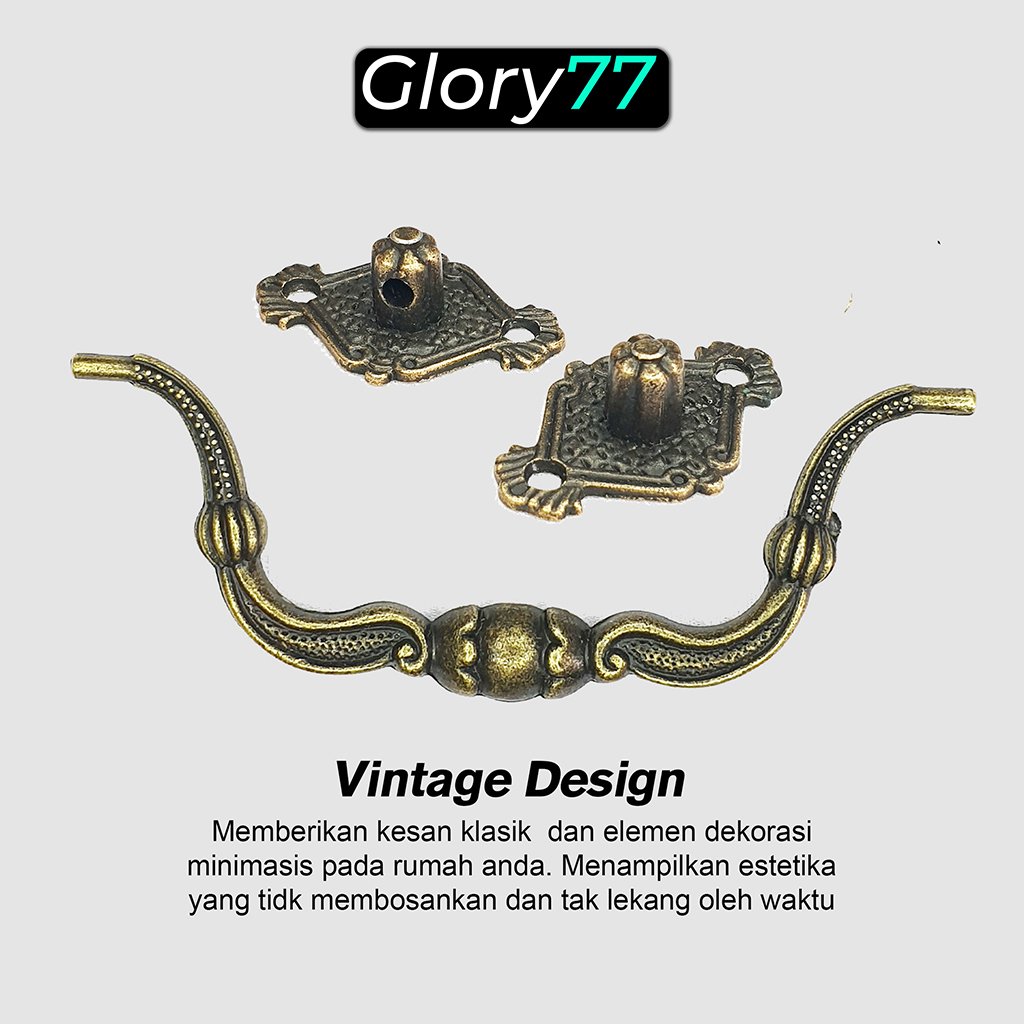 Glory77
Vintage Design
Memberikan kesan klasik dan elemen dekorasi
minimasis pada rumah anda. Menampilkan estetika
yang tidk membosankan dan tak lekang oleh waktu